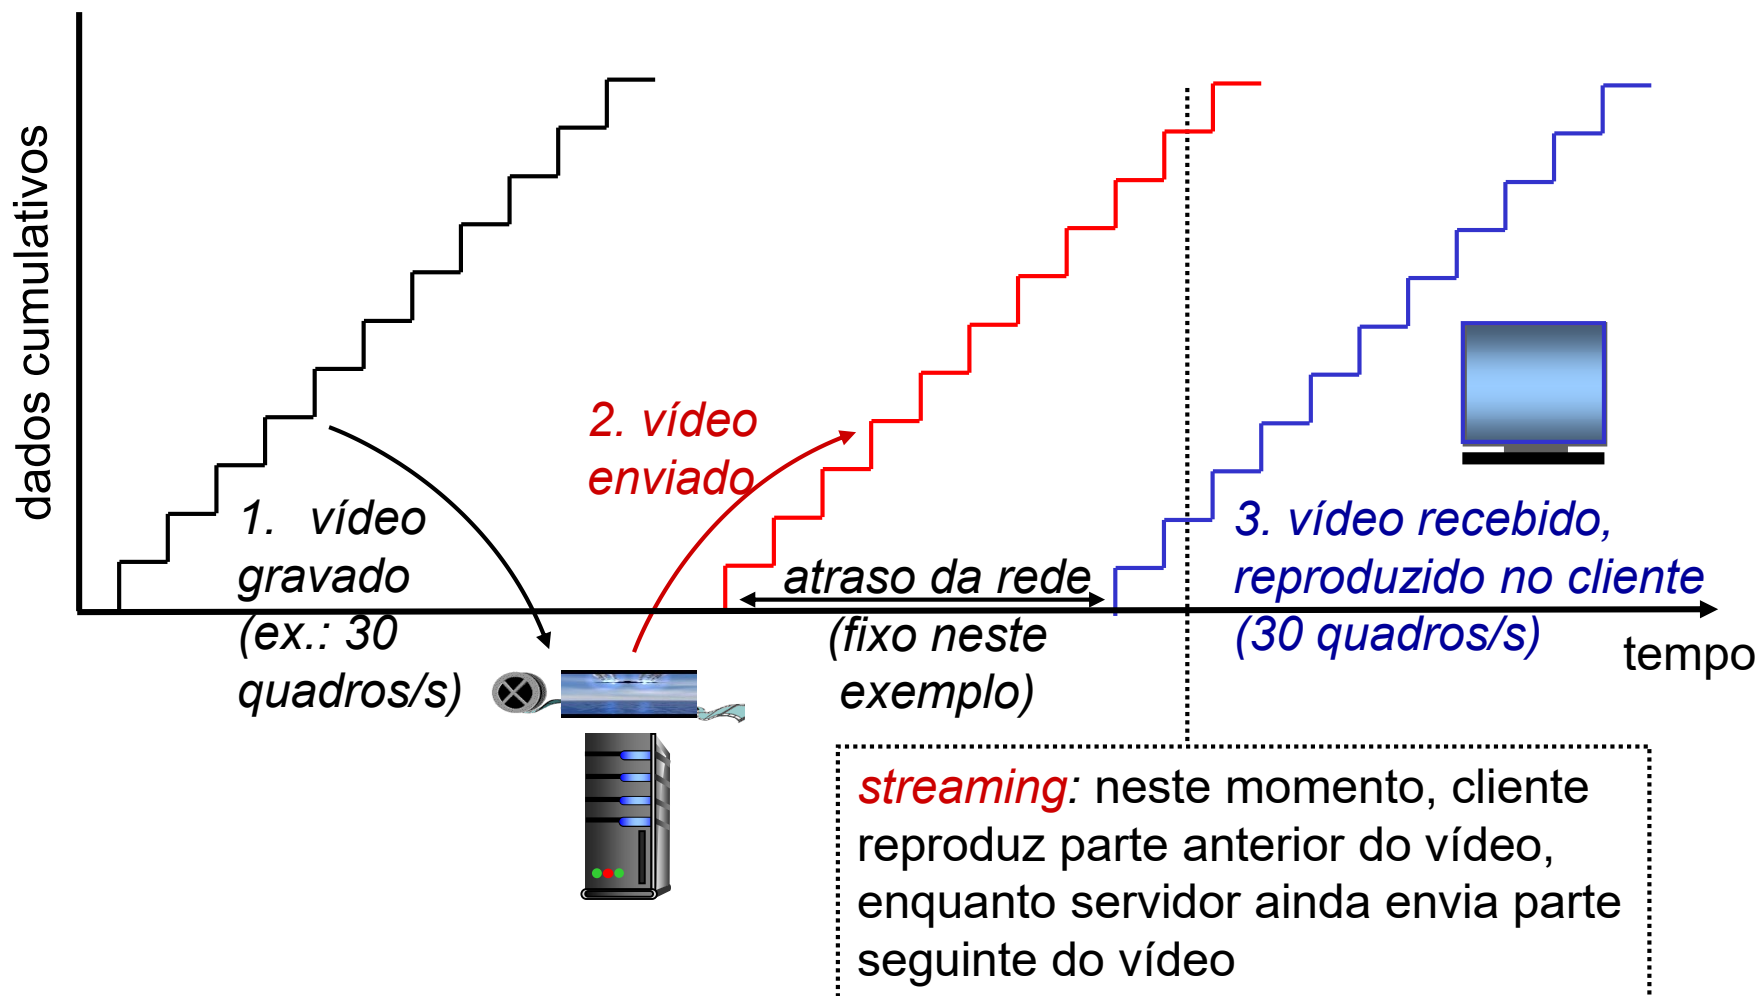 dados cumulativos
1. vídeo
gravado
(ex.: 30
quadros/s)
2. vídeo
enviado
atraso da rede
(fixo neste
exemplo)
3. vídeo recebido,
reproduzido no cliente
(30 quadros/s)
tempo
streaming: neste momento, cliente
reproduz parte anterior do vídeo,
enquanto servidor ainda envia parte
seguinte do vídeo